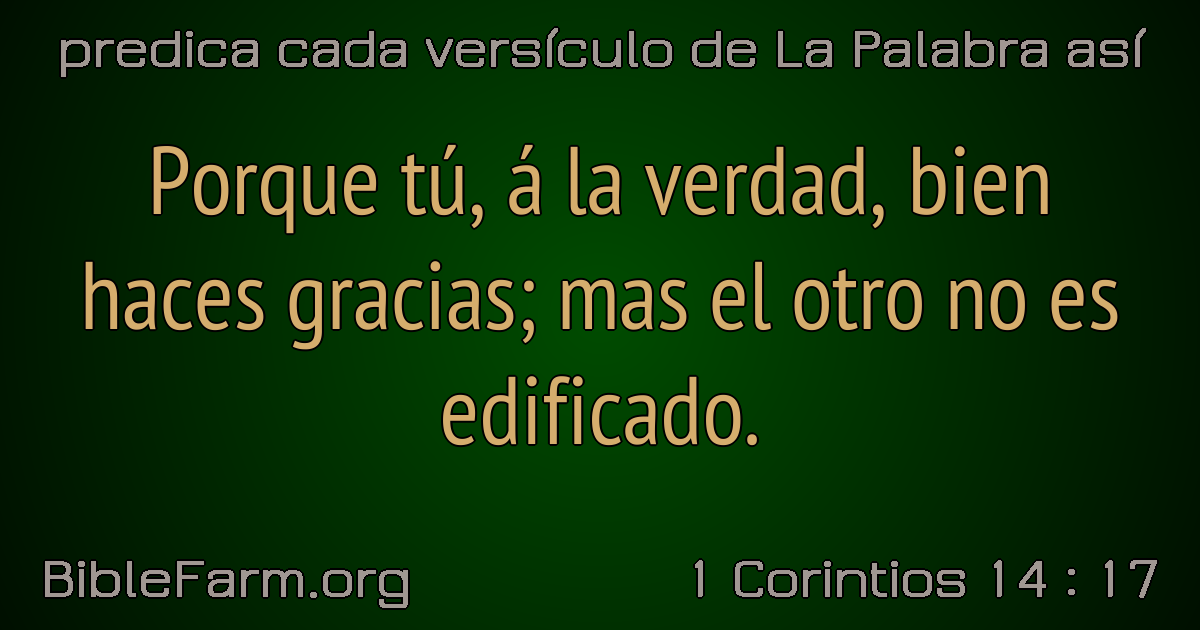 predica cada versículo de La Palabra así
Porque tú, á la verdad, bien
haces gracias; mas el otro no es
edificado.
BibleFarm.org
1 Corintios 14 : 17